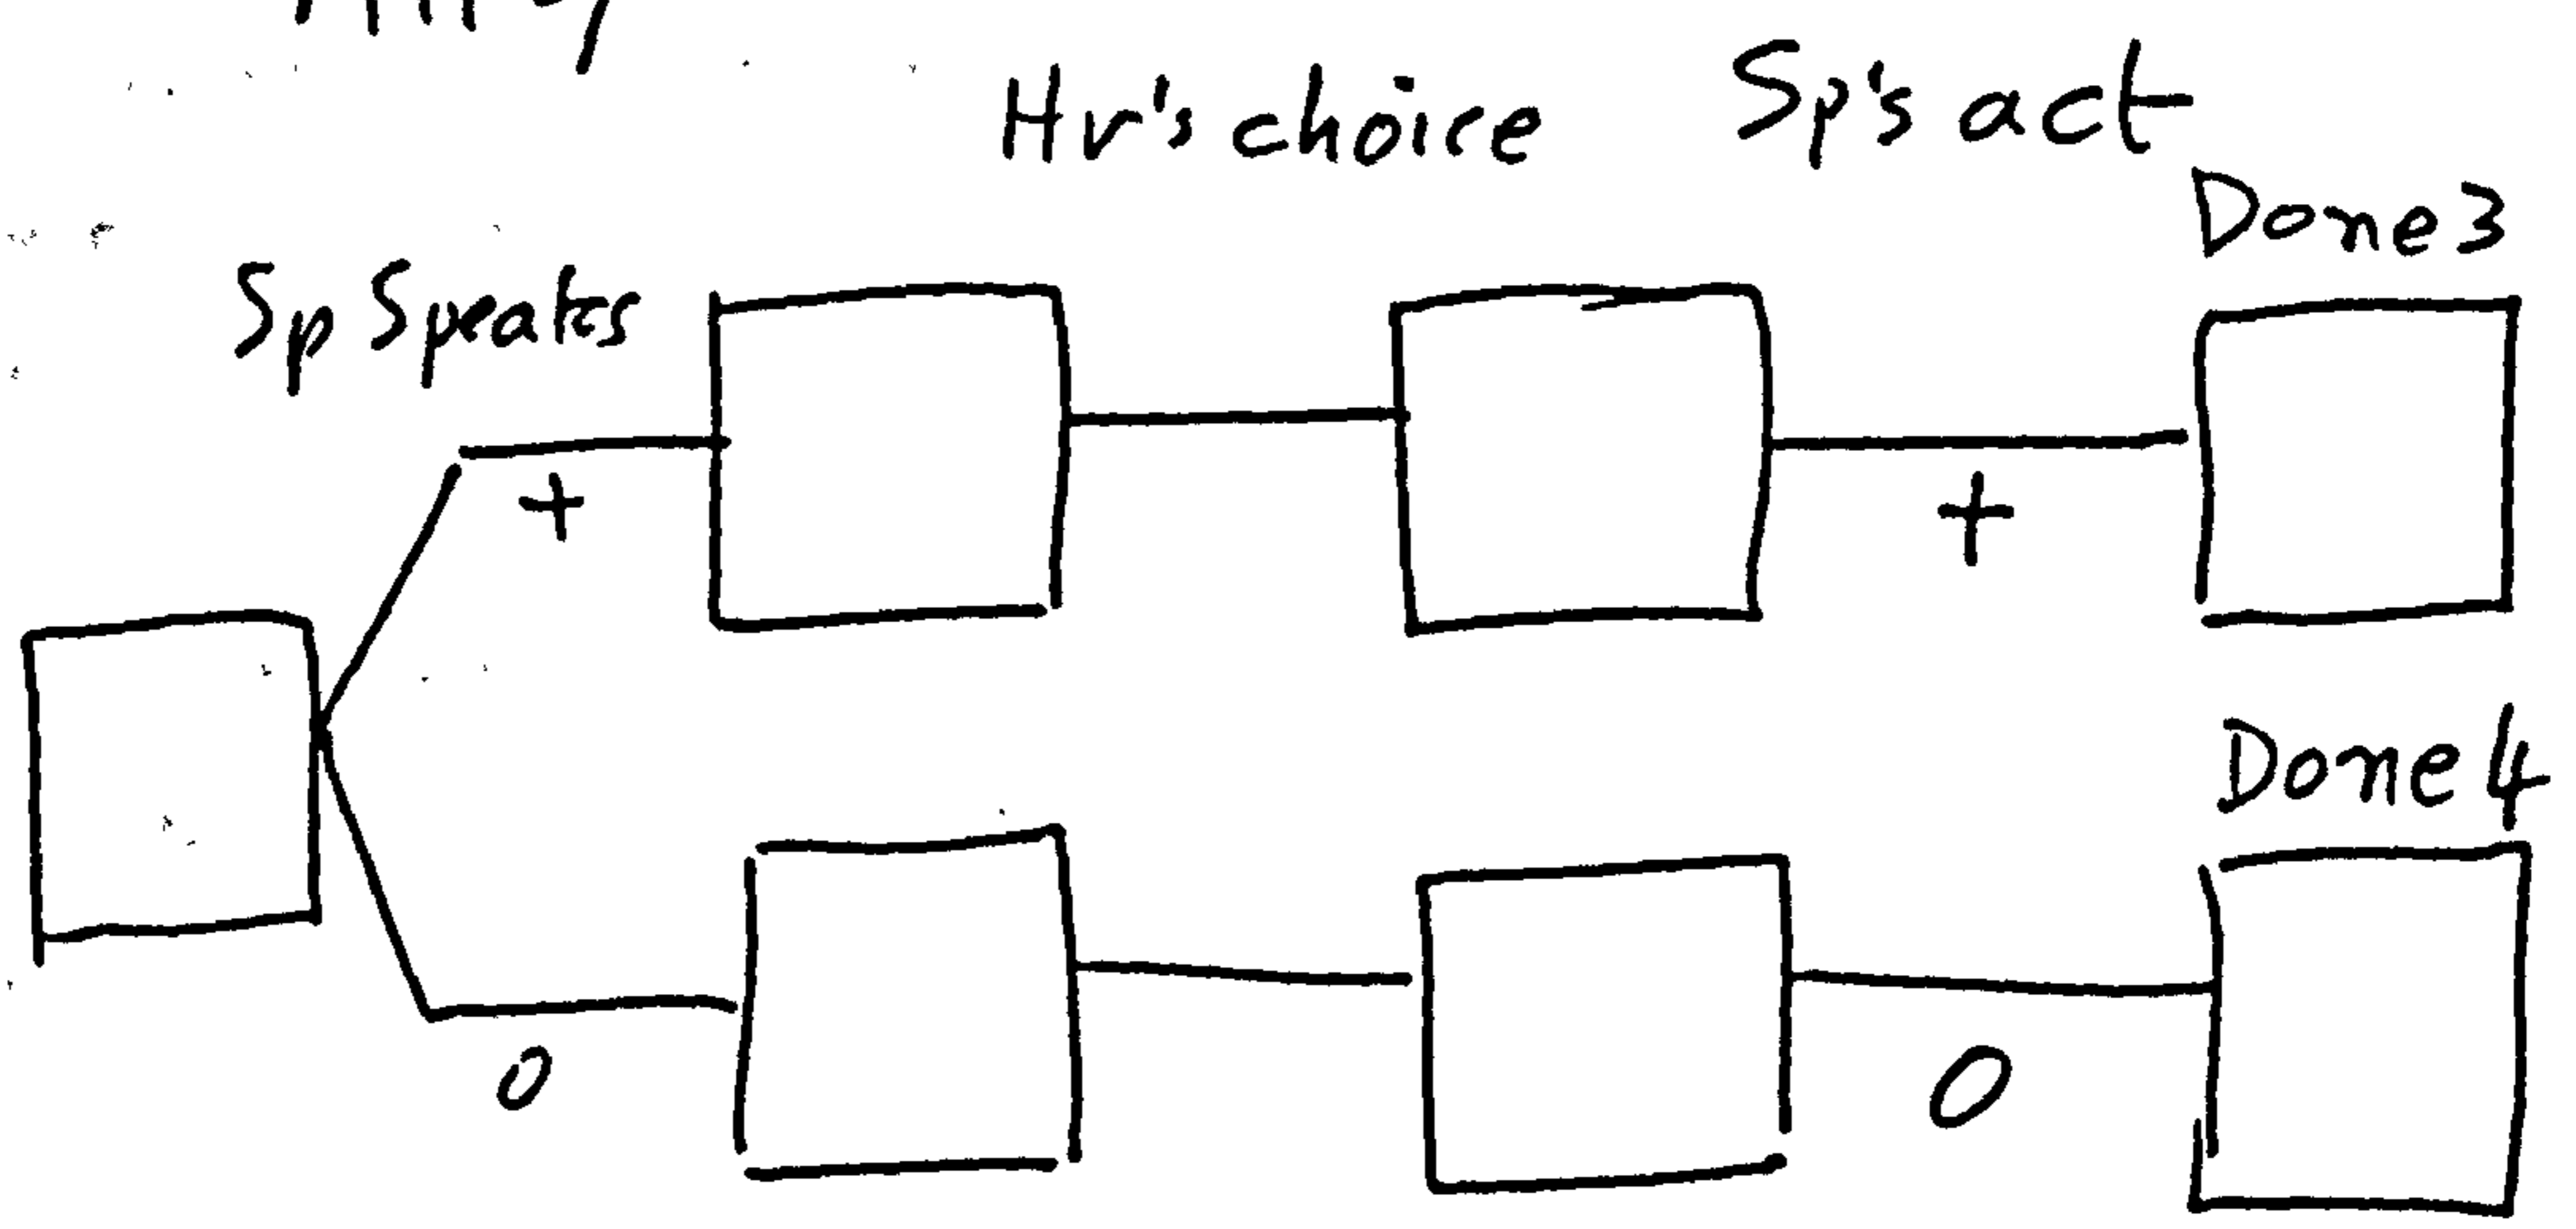 Hr's choice
Sp's act
Done 3
Sp Speaks
+
+
Done 4
0
0